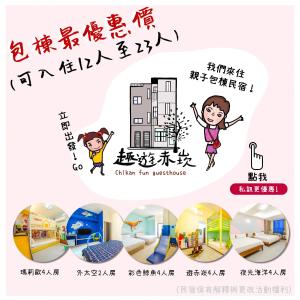 包棟最優惠價
(可入住12人至23人)
我們來住
親子包棟民宿！
立即出發！Go
趣遊赤崁
Chikan fun guesthouse
點我
私訊更優惠！
瑪莉歐4人房
外太空2人房
彩色鯨魚4人房
遊赤崁4人房
夜光海洋4人房
(民宿保有解釋與更改活動權利)